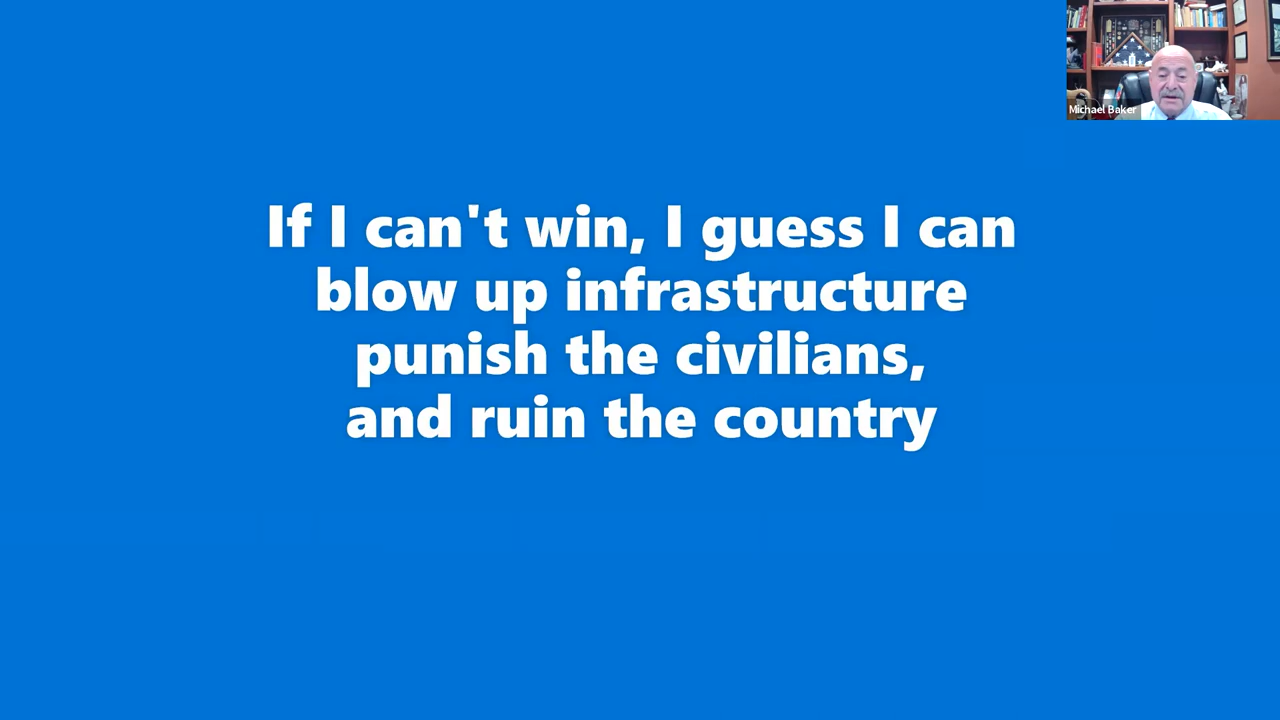 Michael Baker
If I can't win, I guess I can
blow up infrastructure
punish the civilians,
and ruin the country